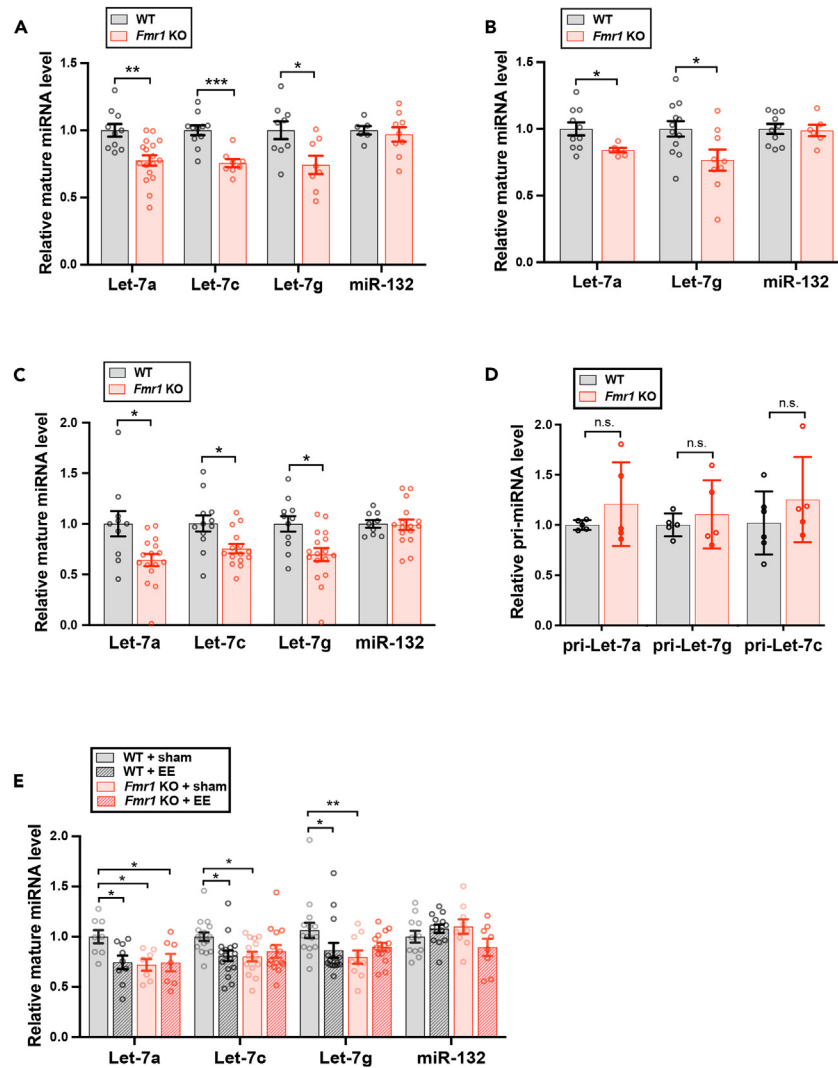 A
WT
Fmr1 KO
Relative mature miRNA level
1.5
1.0
0.5
0.0
**
***
*
Let-7a Let-7c Let-7g miR-132
B
WT
Fmr1 KO
Relative mature miRNA level
1.5
1.0
0.5
0.0
*
*
Let-7a Let-7g miR-132
C
WT
Fmr1 KO
Relative mature miRNA level
2.0
1.5
1.0
0.5
0.0
*
*
*
Let-7a Let-7c Let-7g miR-132
D
WT
Fmr1 KO
Relative pri-miRNA level
2.0
1.5
1.0
0.5
0.0
n.s.
n.s.
n.s.
pri-Let-7a pri-Let-7g pri-Let-7c
E
WT + sham
WT + EE
Fmr1 KO + sham
Fmr1 KO + EE
Relative mature miRNA level
2.0
1.5
1.0
0.5
0.0
*
*
*
*
*
**
*
Let-7a Let-7c Let-7g miR-132